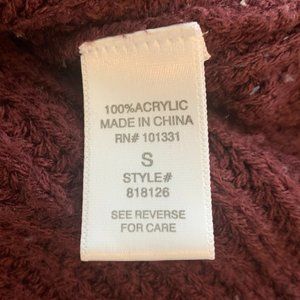 100%ACRYLIC
MADE IN CHINA
RN# 101331
S
STYLE#
818126
SEE REVERSE
FOR CARE